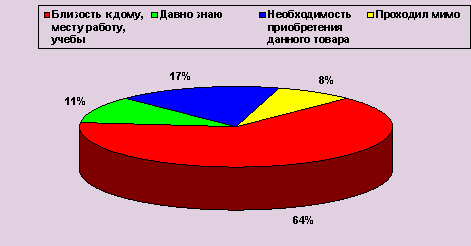 Близость к дому, месту работу, учебы
Давно знаю
Необходимость приобретения данного товара
Проходил мимо
17%
8%
11%
64%